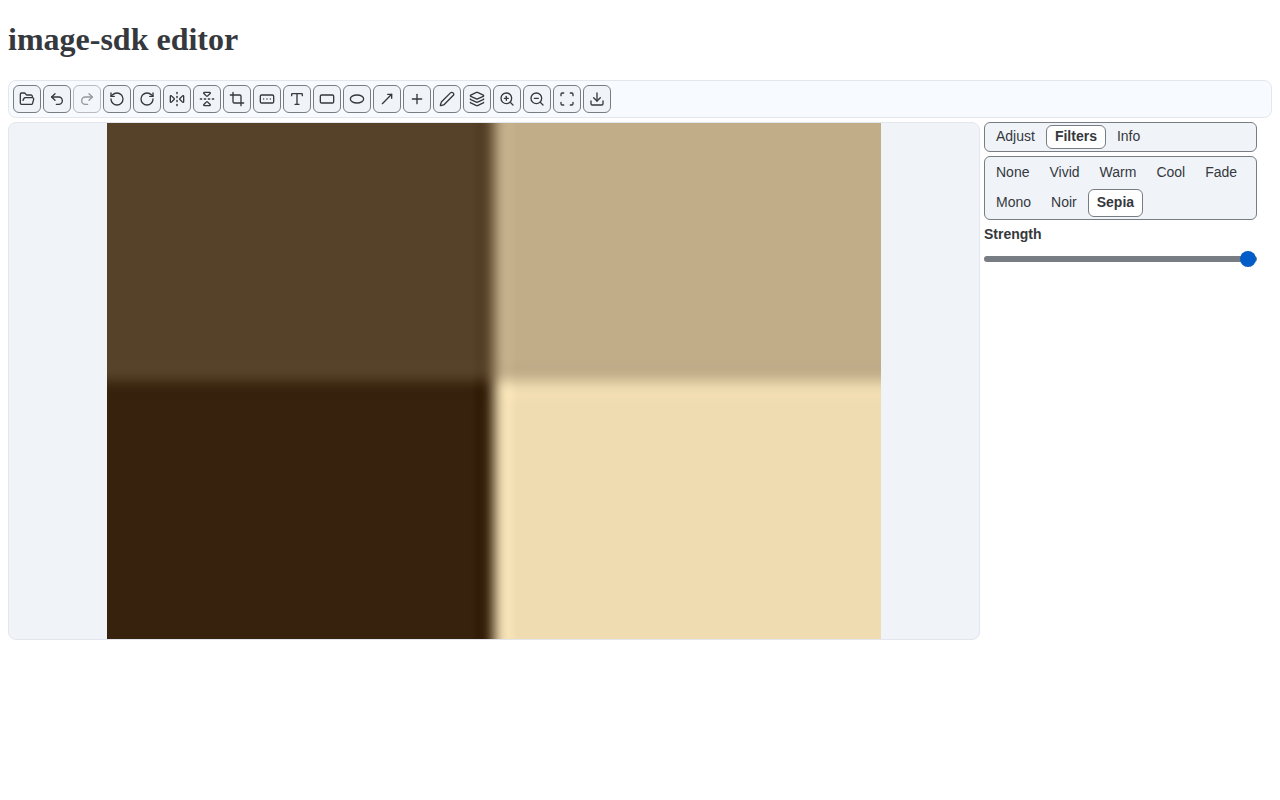 image-sdk editor
Adjust Filters Info
None Vivid Warm Cool Fade
Mono Noir Sepia
Strength